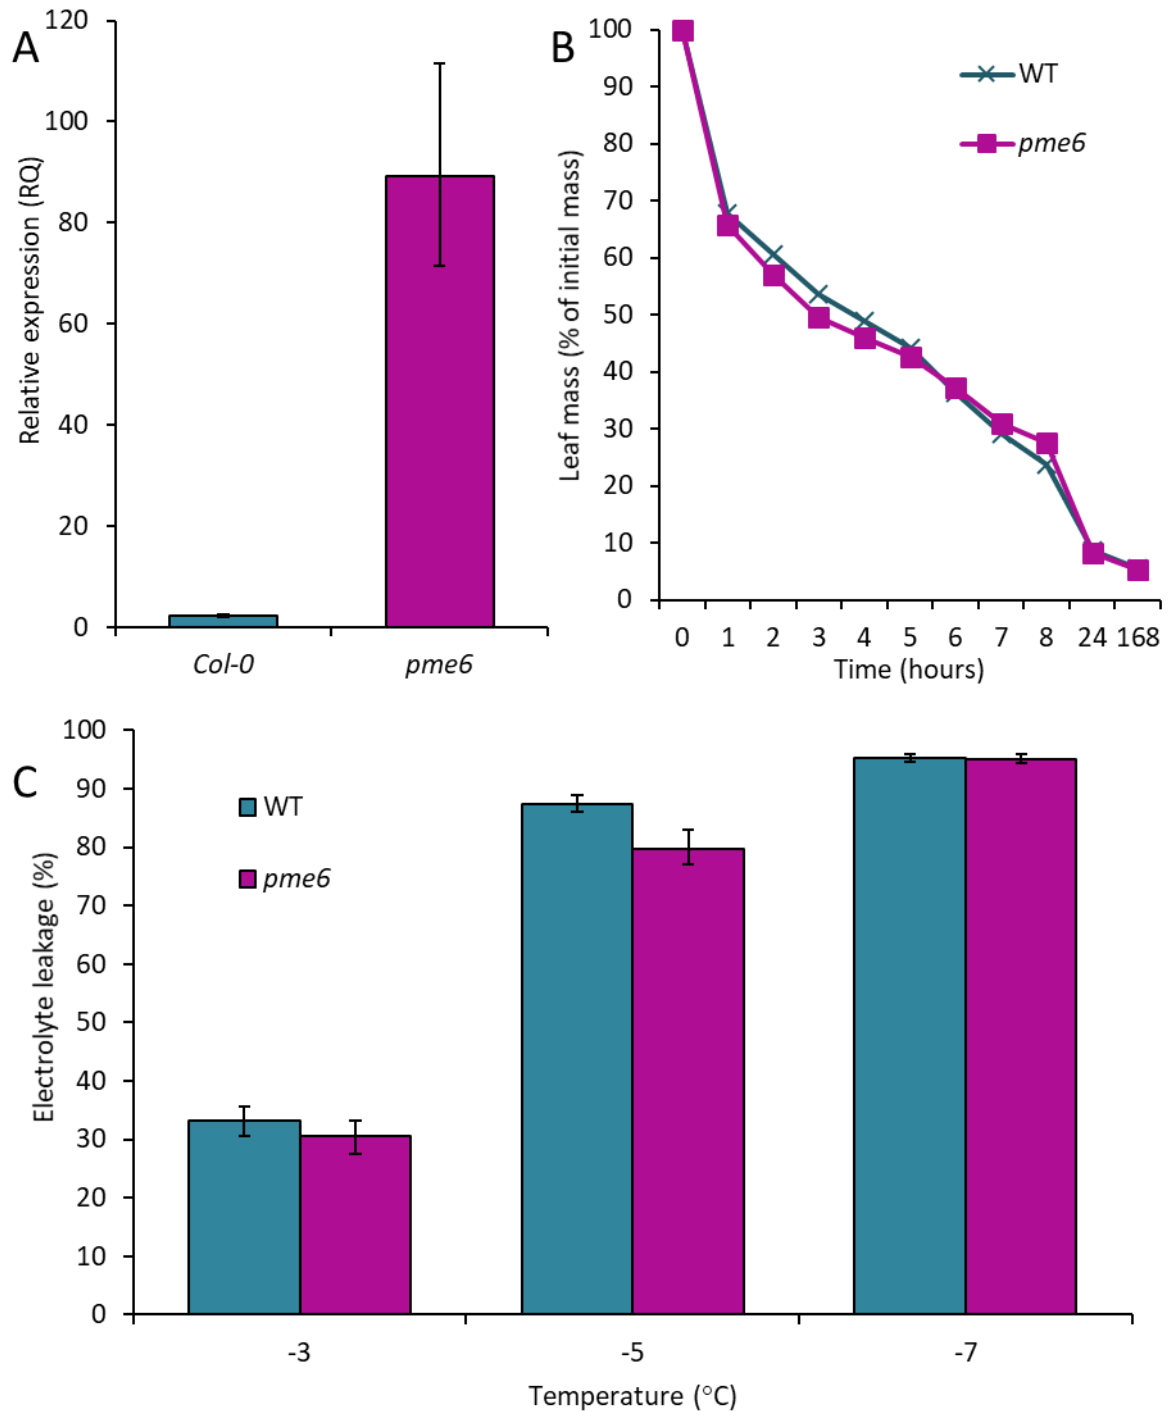 A
Relative expression (RQ)
120
100
80
60
40
20
0
Col-0
pme6
B
Leaf mass (% of initial mass)
100
90
80
70
60
50
40
30
20
10
0
WT
pme6
0 1 2 3 4 5 6 7 8 24 168
Time (hours)
C
Electrolyte leakage (%)
100
90
80
70
60
50
40
30
20
10
0
WT
pme6
-3 -5 -7
Temperature (°C)